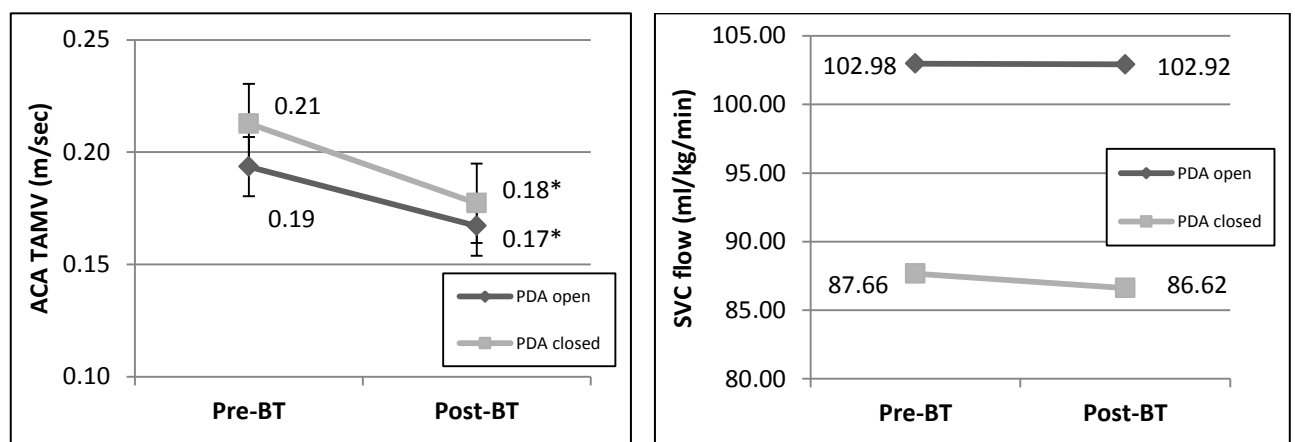 ACA TAMV (m/sec)
0.25
0.20
0.15
0.10
0.21
0.19
0.18*
0.17*
PDA open
PDA closed
Pre-BT
Post-BT
SVC flow (ml/kg/min)
105.00
100.00
95.00
90.00
85.00
80.00
102.98
102.92
PDA open
PDA closed
87.66
86.62
Pre-BT
Post-BT